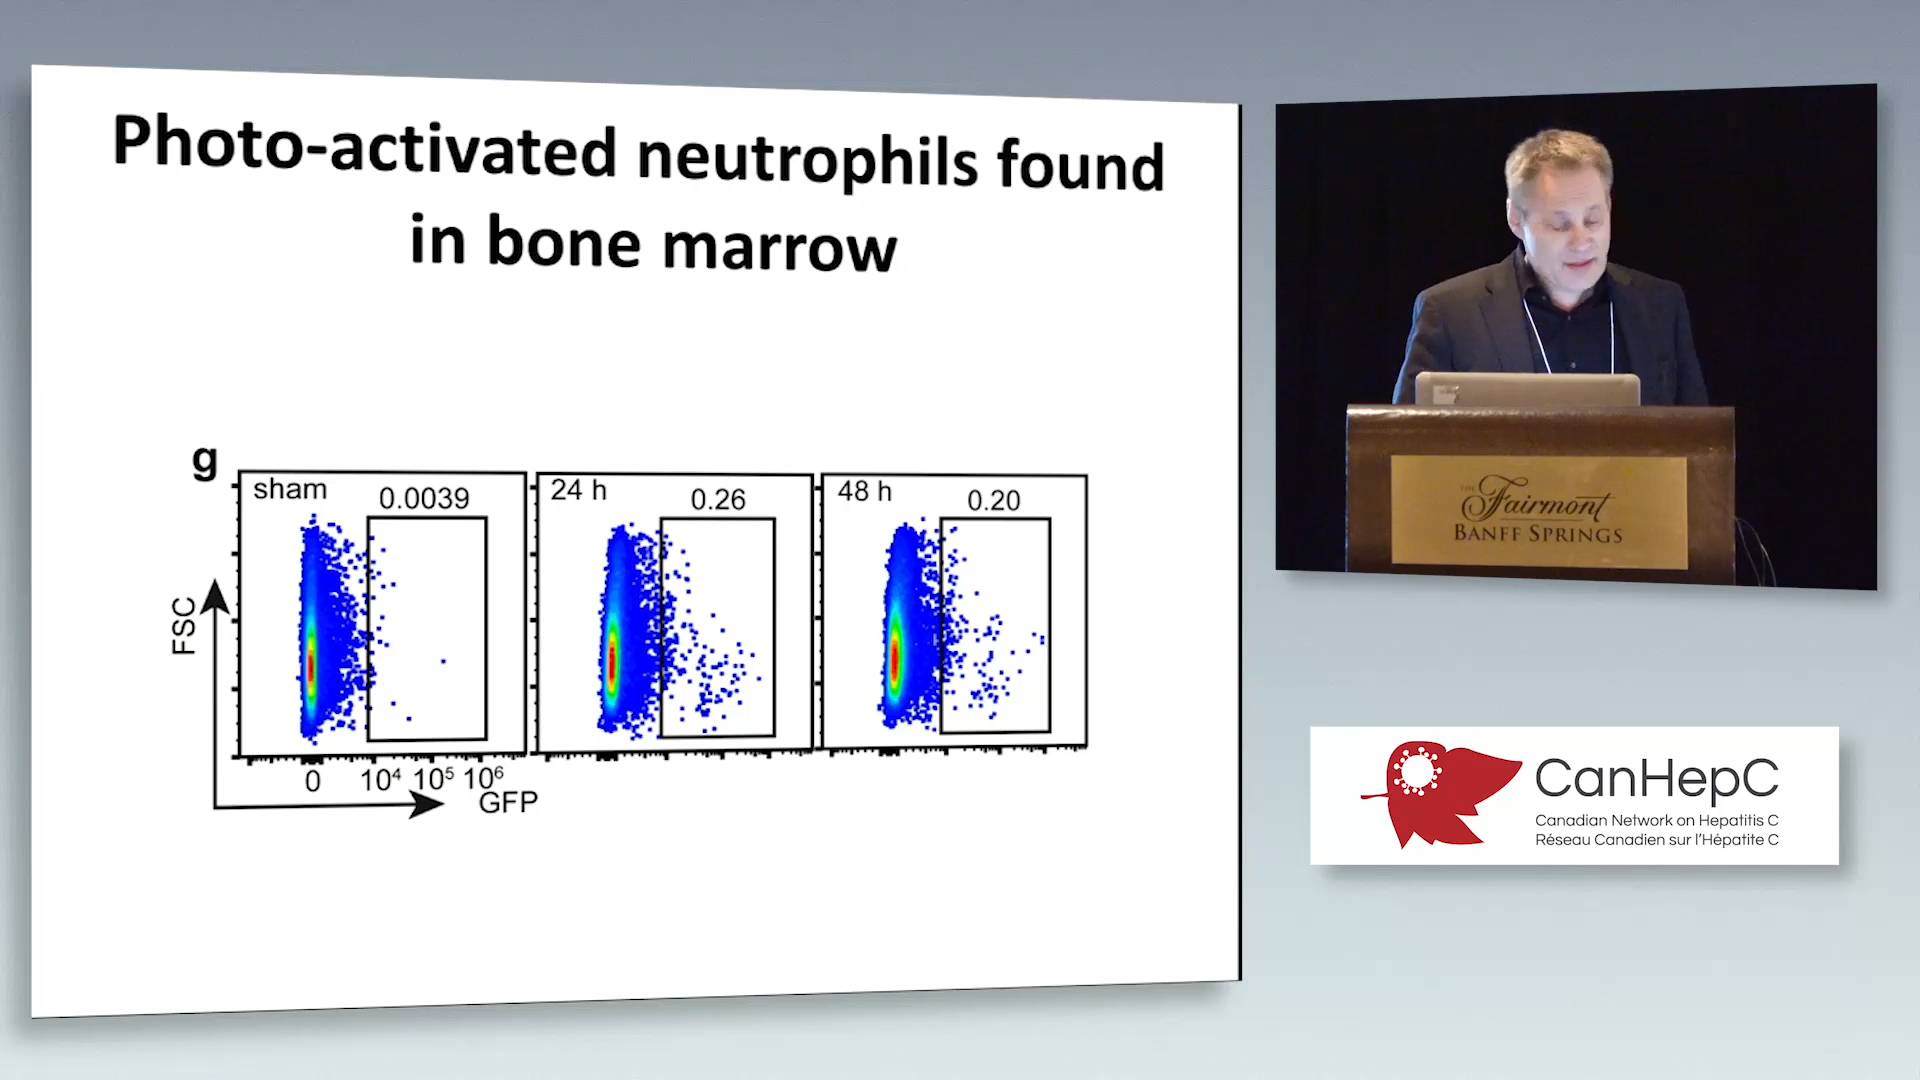 Photo-activated neutrophils found
in bone marrow
g
sham
0.0039
24 h
0.26
48 h
0.20
FSC
0 10⁴ 10⁵ 10⁶
GFP
THE
Fairmont
BANFF SPRINGS
CanHepC
Canadian Network on Hepatitis C
Réseau Canadien sur l'Hépatite C